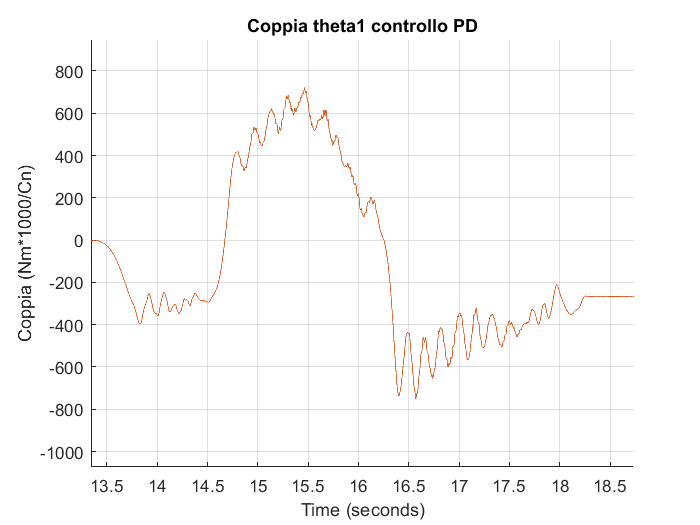 Coppia theta1 controllo PD
Coppia (Nm*1000/Cn)
800
600
400
200
0
-200
-400
-600
-800
-1000
13.5 14 14.5 15 15.5 16 16.5 17 17.5 18 18.5
Time (seconds)